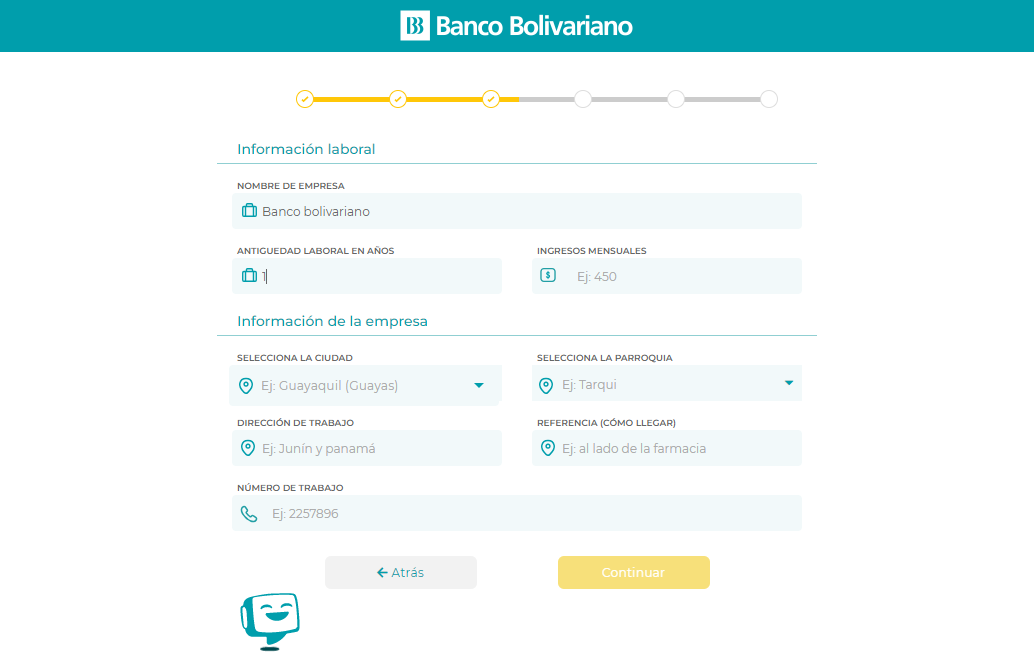 Banco Bolivariano
Información laboral
NOMBRE DE EMPRESA
Banco bolivariano
ANTIGUEDAD LABORAL EN AÑOS
INGRESOS MENSUALES
1
$ Ej: 450
Información de la empresa
SELECCIONA LA CIUDAD
SELECCIONA LA PARROQUIA
Ej: Guayaquil (Guayas)
Ej: Tarqui
DIRECCIÓN DE TRABAJO
REFERENCIA (CÓMO LLEGAR)
Ej: Junín y panamá
Ej: al lado de la farmacia
NÚMERO DE TRABAJO
Ej: 2257896
Atrás
Continuar